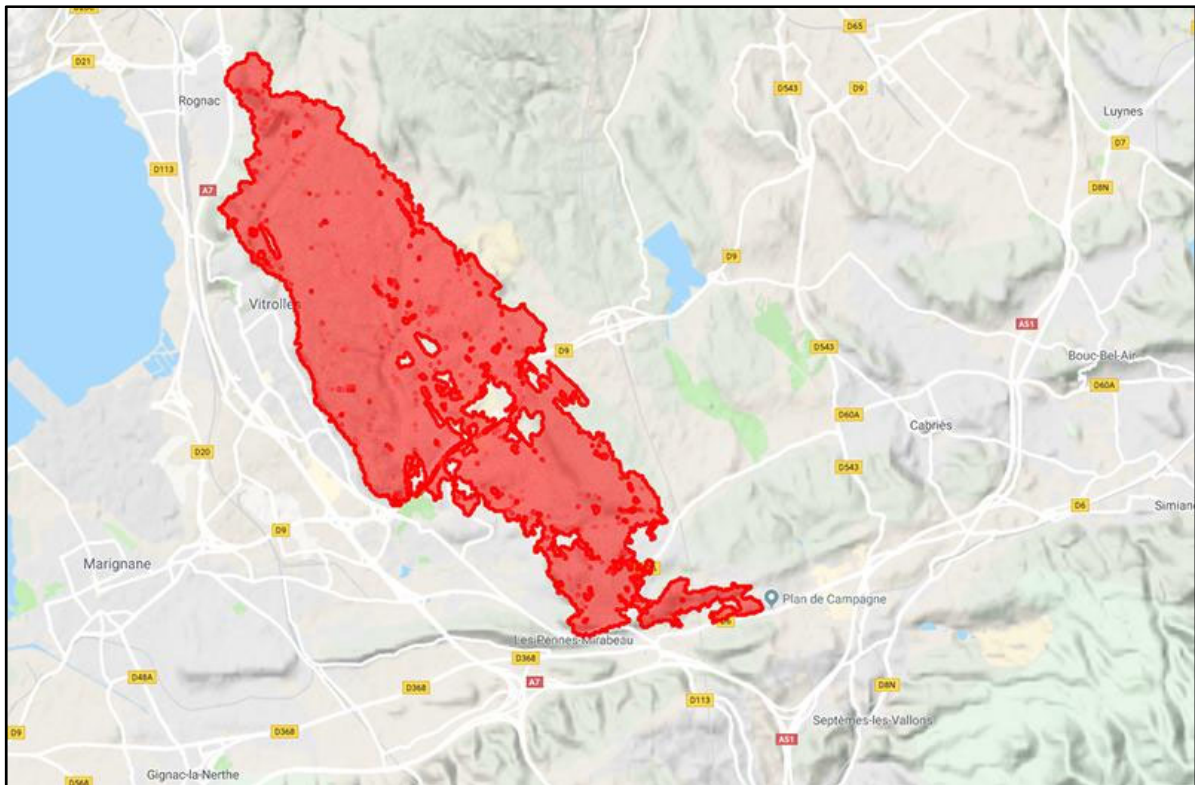 D65
D21
D543
D9
Rognac
Luynes
D7
D113
A7
D8N
D9
Vitrolles
A51
D9
D543
Bouc-Bel-Air
D60A
D60A
Cabriès
D20
D543
D9
D6
Simiane
Marignane
Plan de Campagne
Les Pennes-Mirabeau
D368
D48A
D368
A7
D8N
D113
D9
Septèmes-les-Vallons
D368
A51
Gignac-la-Nerthe
D568